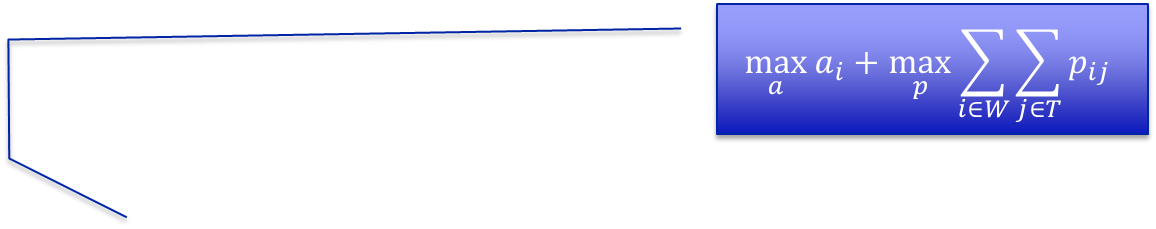 max_a a_i + max_p ∑_{i∈W} ∑_{j∈T} p_{ij}